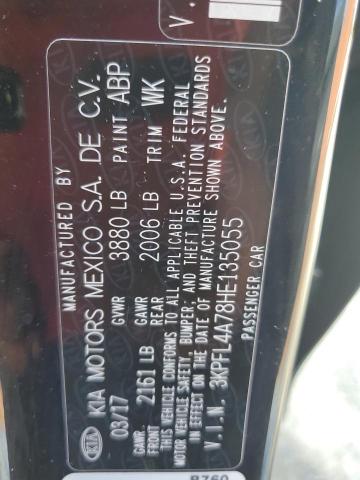 MANUFACTURED BY
KIA KIA MOTORS MEXICO S.A. DE C.V.
03/17 GVWR 3880 LB PAINT ABP
GAWR FRONT 2161 LB GAWR REAR 2006 LB TRIM WK
THIS VEHICLE CONFORMS TO ALL APPLICABLE U.S.A. FEDERAL
MOTOR VEHICLE SAFETY, BUMPER, AND THEFT PREVENTION STANDARDS
IN EFFECT ON THE DATE OF MANUFACTURE SHOWN ABOVE.
V.I.N. 3KPFL4A78HE135055
PASSENGER CAR